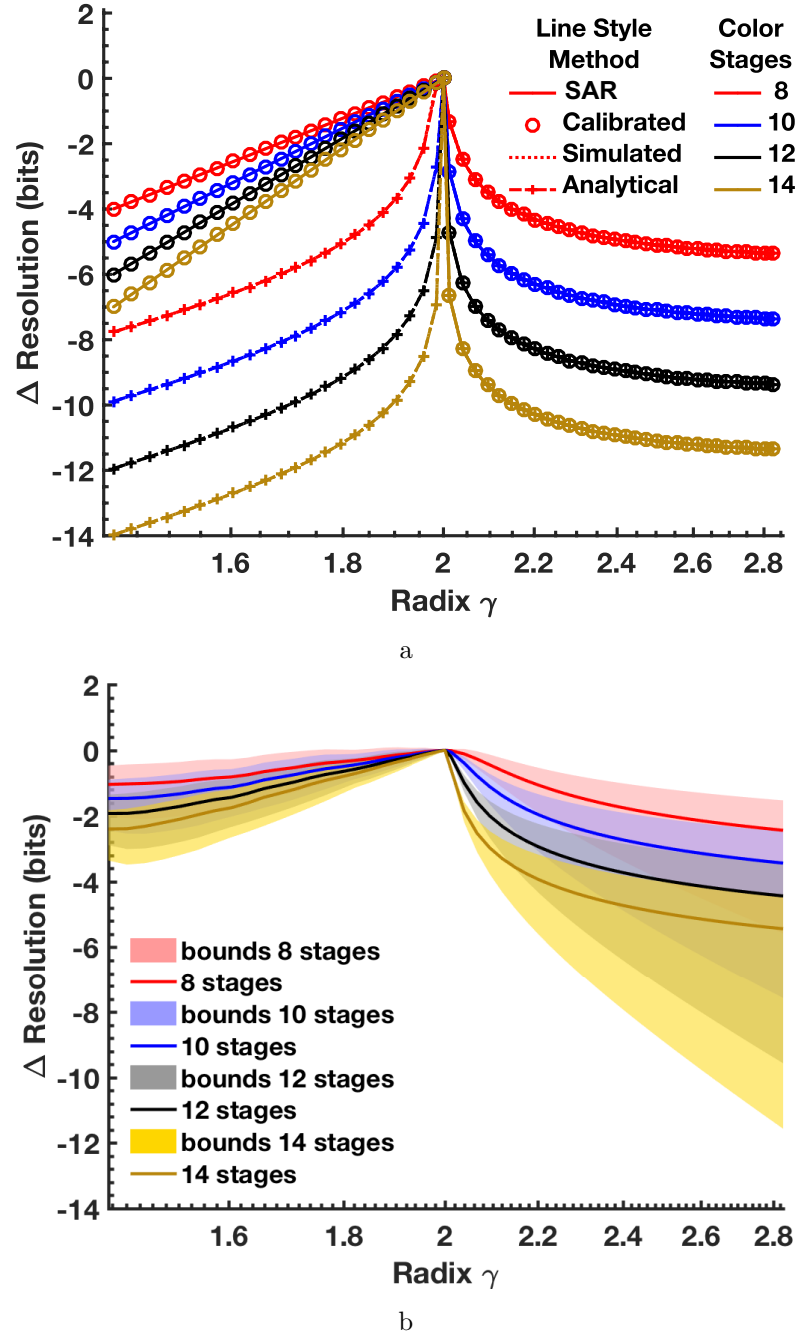 2
0
-2
-4
-6
-8
-10
-12
-14
Δ Resolution (bits)
Line Style
Method
SAR
Calibrated
Simulated
Analytical
Color
Stages
8
10
12
14
1.6 1.8 2 2.2 2.4 2.6 2.8
Radix γ
a
2
0
-2
-4
-6
-8
-10
-12
-14
Δ Resolution (bits)
bounds 8 stages
8 stages
bounds 10 stages
10 stages
bounds 12 stages
12 stages
bounds 14 stages
14 stages
1.6 1.8 2 2.2 2.4 2.6 2.8
Radix γ
b